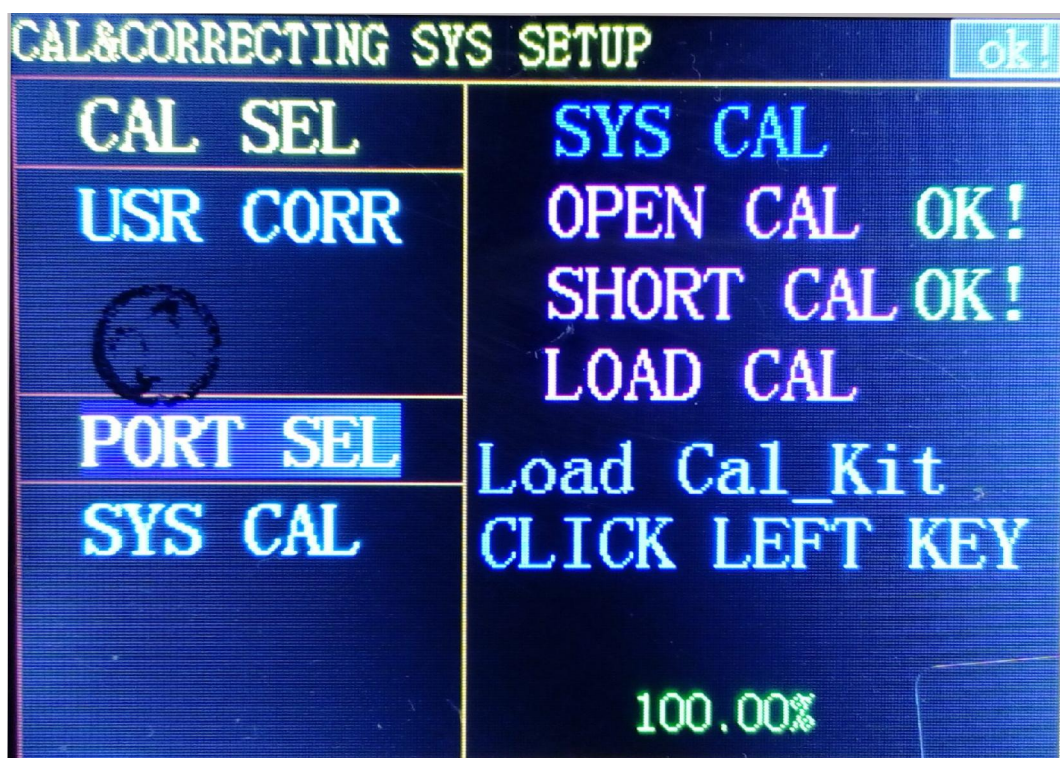 CAL&CORRECTING SYS SETUP
ok!
CAL SEL
USR CORR
PORT SEL
SYS CAL
SYS CAL
OPEN CAL OK!
SHORT CAL OK!
LOAD CAL
Load Cal_Kit
CLICK LEFT KEY
100.00%